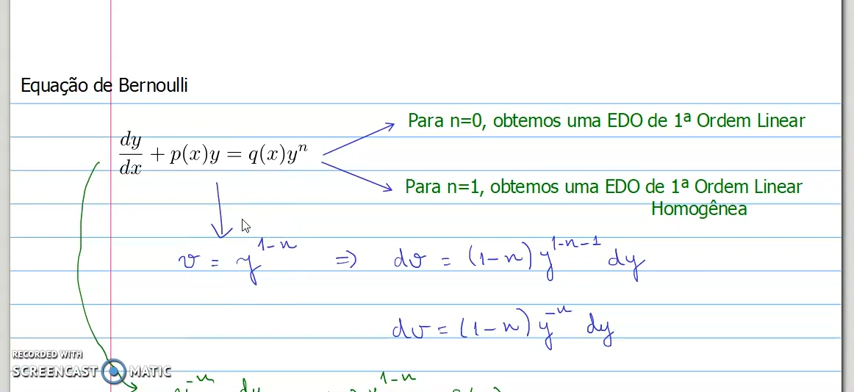 Equação de Bernoulli
Para n=0, obtemos uma EDO de 1ª Ordem Linear
dy/dx + p(x)y = q(x)yⁿ
Para n=1, obtemos uma EDO de 1ª Ordem Linear
Homogênea
v = y^{1-n} ⇒ dv = (1-n) y^{1-n-1} dy
dv = (1-n) y^{-n} dy
RECORDED WITH
SCREENCAST MATIC